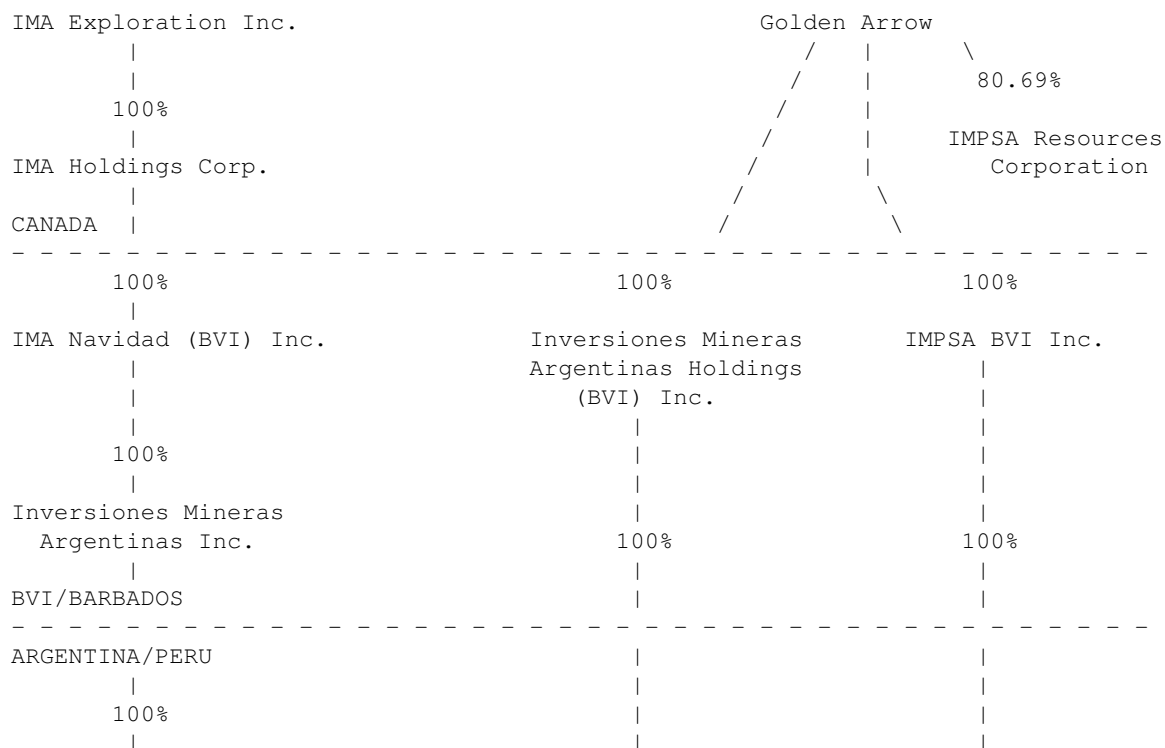 IMA Exploration Inc. Golden Arrow
| / | \
| / | 80.69%
100% / |
| / | IMPSA Resources
IMA Holdings Corp. / | Corporation
| / \
CANADA | / \
- - - - - - - - - - - - - - - - - - - - - - - - - - - - - - - - - - - - - - - -
100% 100% 100%
|
IMA Navidad (BVI) Inc. Inversiones Mineras IMPSA BVI Inc.
| Argentinas Holdings |
| (BVI) Inc. |
| | |
100% | |
| | |
Inversiones Mineras | |
Argentinas Inc. 100% 100%
| | |
BVI/BARBADOS | |
- - - - - - - - - - - - - - - - - - - - - - - - - - - - - - - - - - - - - - - -
ARGENTINA/PERU | |
| | |
100% | |
| | |